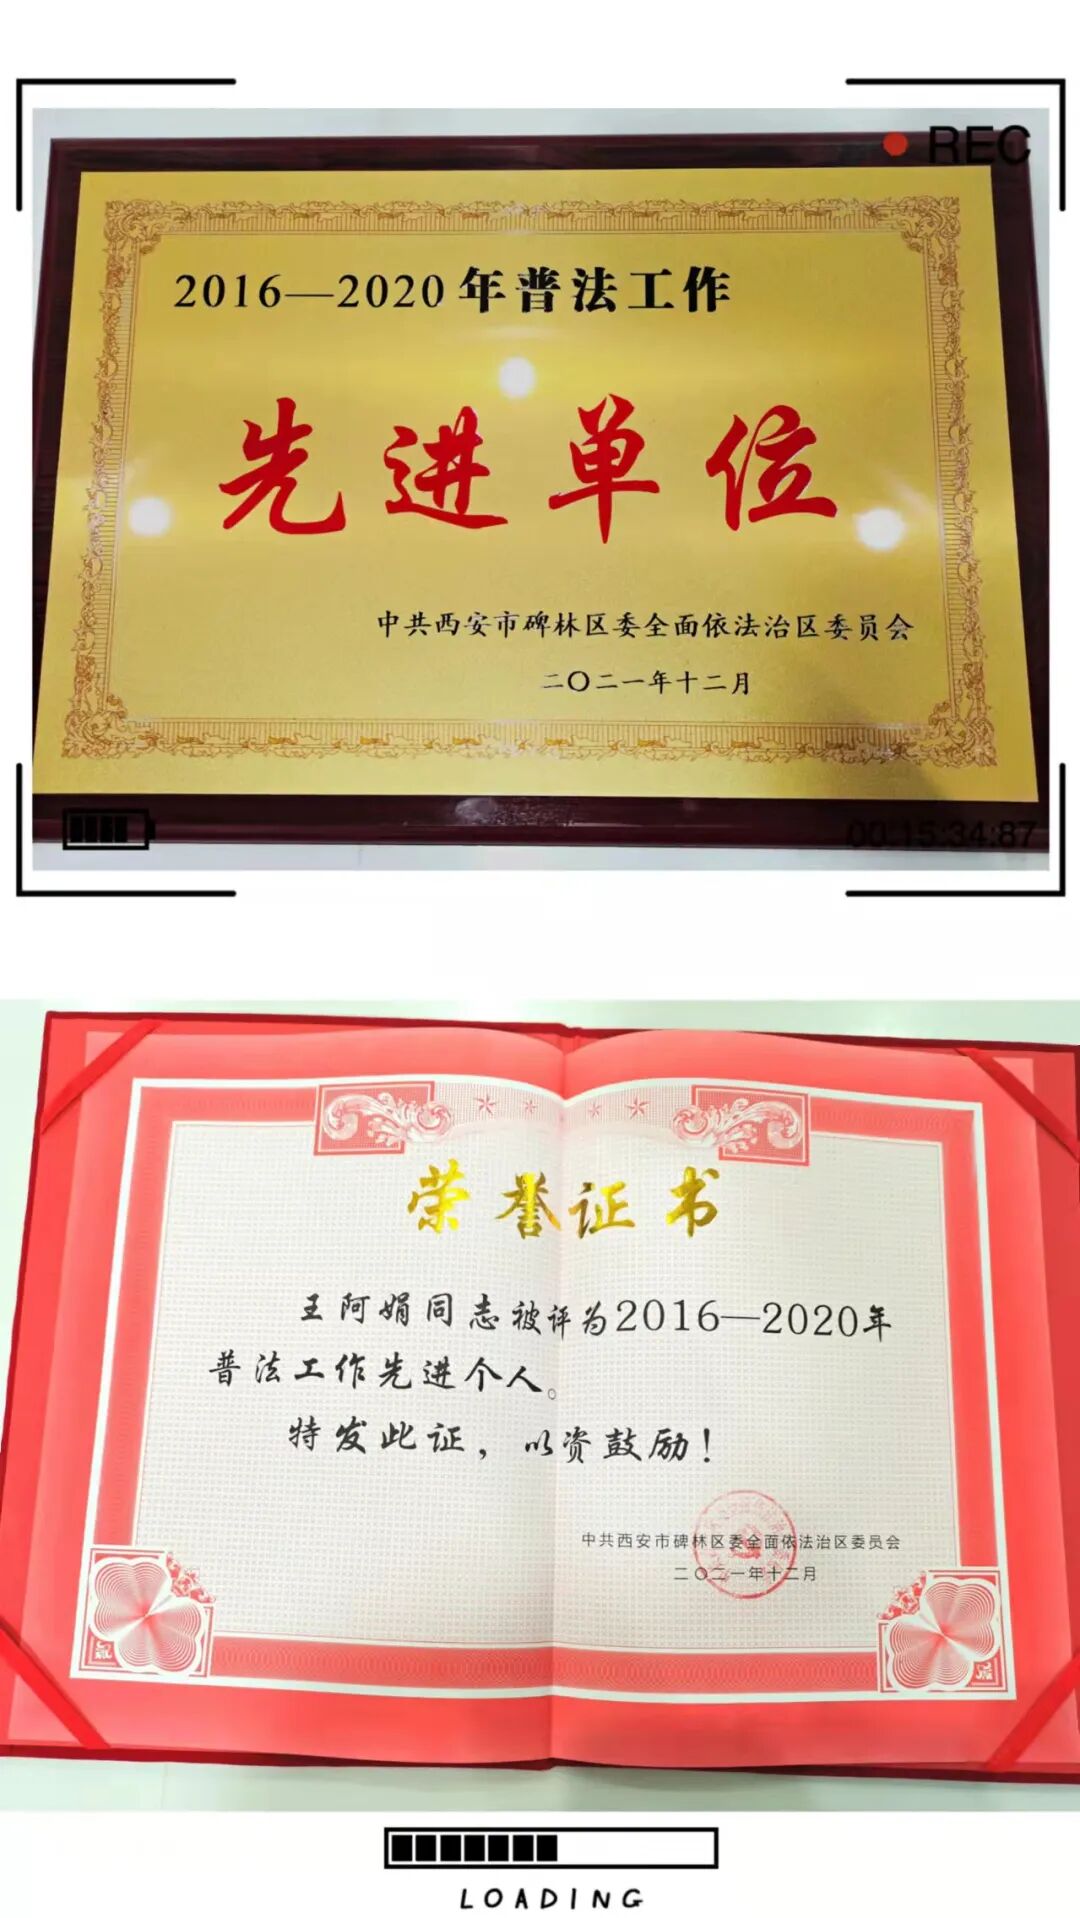 REC
2016—2020年普法工作
先进单位
中共西安市碑林区委全面依法治区委员会
二〇二一年十二月
00:15:34:87
荣誉证书
王阿娟同志被评为2016—2020年
普法工作先进个人。
特发此证，以资鼓励！
中共西安市碑林区委全面依法治区委员会
二〇二一年十二月
LOADING